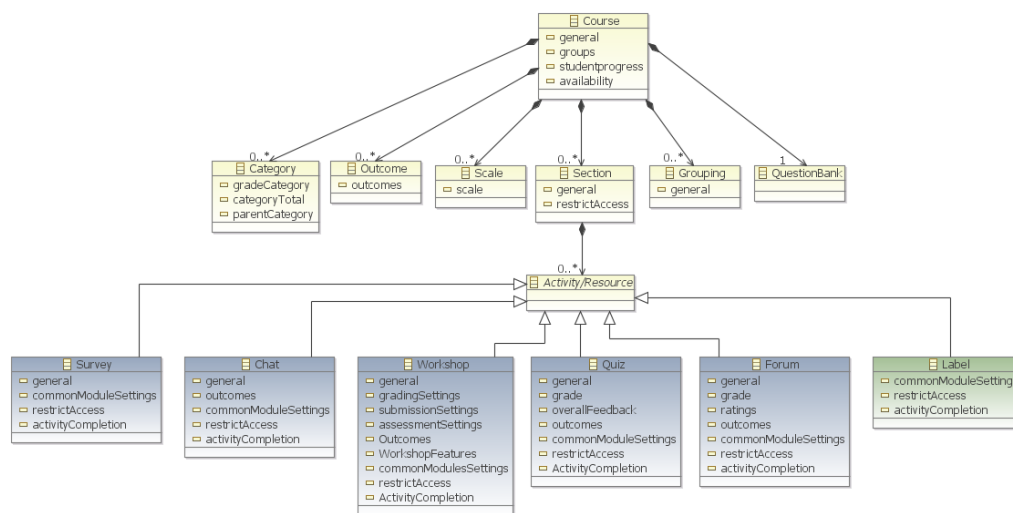 Course
general
groups
studentprogress
availability
0..*
0..*
0..*
0..*
0..*
1
Category
gradeCategory
categoryTotal
parentCategory
Outcome
outcomes
Scale
scale
Section
general
restrictAccess
Grouping
general
QuestionBank
0..*
Activity/Resource
Survey
general
commonModuleSettings
restrictAccess
activityCompletion
Chat
general
outcomes
commonModuleSettings
restrictAccess
activityCompletion
Workshop
general
gradingSettings
submissionSettings
assessmentSettings
Outcomes
WorkshopFeatures
commonModulesSettings
restrictAccess
ActivityCompletion
Quiz
general
grade
overallFeedback
outcomes
commonModuleSettings
restrictAccess
ActivityCompletion
Forum
general
grade
ratings
outcomes
commonModuleSettings
restrictAccess
activityCompletion
Label
commonModuleSetting
restrictAccess
activityCompletion